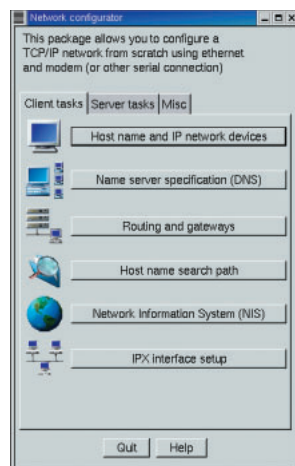 Network configurator
This package allows you to configure a
TCP/IP network from scratch using ethernet
and modem (or other serial connection)
Client tasks Server tasks Misc
Host name and IP network devices
Name server specification (DNS)
Routing and gateways
Host name search path
Network Information System (NIS)
IPX interface setup
Quit Help